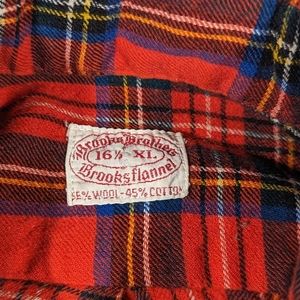 Brooks Brothers
16½ XL.
Brooksflannel
55% WOOL - 45% COTTON